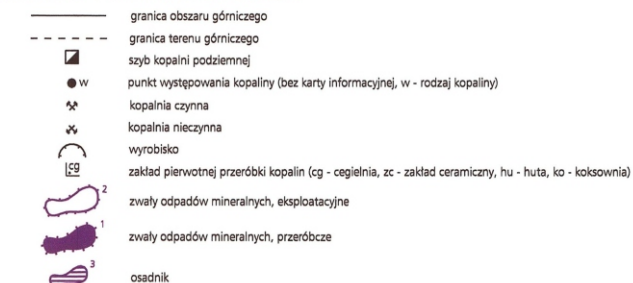 granica obszaru górniczego
granica terenu górniczego
szyb kopalni podziemnej
w punkt występowania kopaliny (bez karty informacyjnej, w - rodzaj kopaliny)
kopalnia czynna
kopalnia nieczynna
wyrobisko
cg zakład pierwotnej przeróbki kopalin (cg - cegielnia, zc - zakład ceramiczny, hu - huta, ko - koksownia)
2 zwały odpadów mineralnych, eksploatacyjne
1 zwały odpadów mineralnych, przeróbcze
3 osadnik